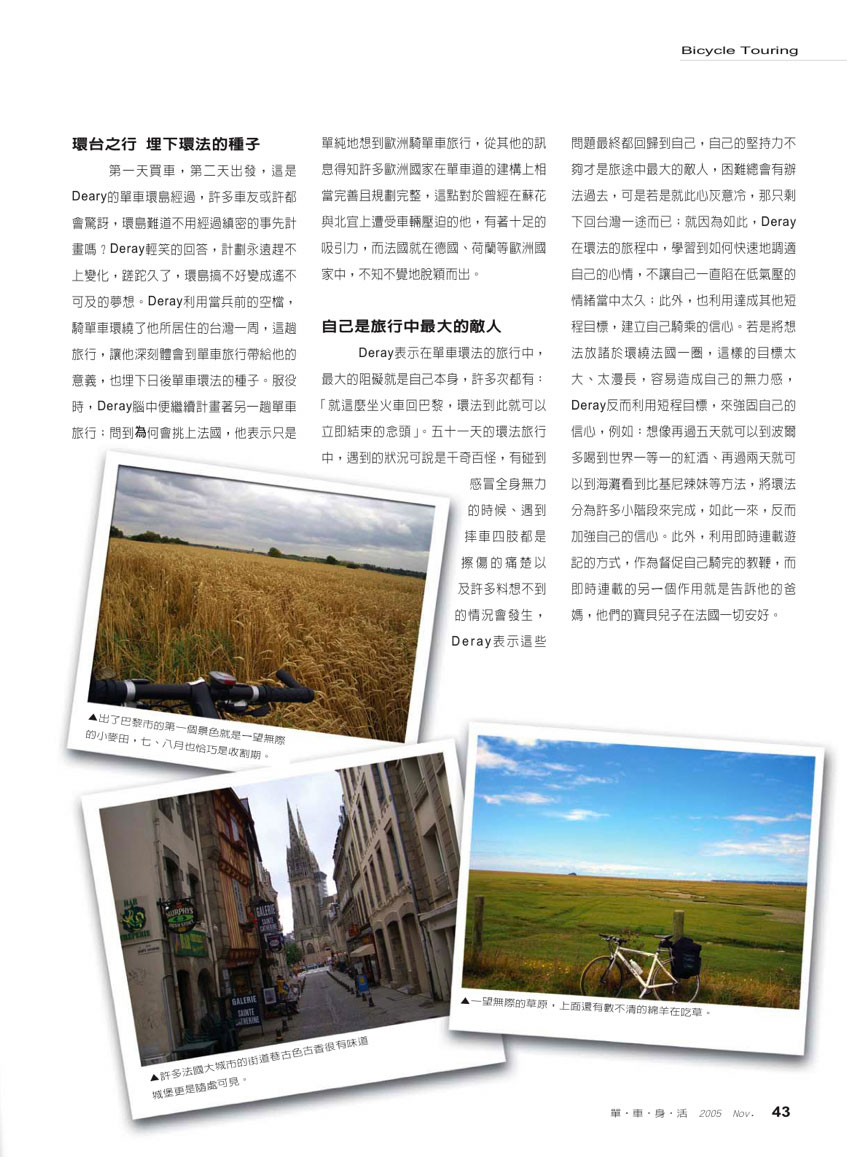 Bicycle Touring
環台之行 埋下環法的種子
第一天買車，第二天出發，這是
Deary的單車環島經過，許多車友或許都
會驚訝，環島難道不用經過縝密的事先計
畫嗎？Deray輕笑的回答，計劃永遠趕不
上變化，蹉跎久了，環島搞不好變成遙不
可及的夢想。Deray利用當兵前的空檔，
騎單車環繞了他所居住的台灣一周，這趟
旅行，讓他深刻體會到單車旅行帶給他的
意義，也埋下日後單車環法的種子。服役
時，Deray腦中便繼續計畫著另一趟單車
旅行；問到為何會挑上法國，他表示只是
單純地想到歐洲騎單車旅行，從其他的訊
息得知許多歐洲國家在單車道的建構上相
當完善且規劃完整，這點對於曾經在蘇花
與北宜上遭受車輛壓迫的他，有著十足的
吸引力，而法國就在德國、荷蘭等歐洲國
家中，不知不覺地脫穎而出。
自己是旅行中最大的敵人
Deray表示在單車環法的旅行中，
最大的阻礙就是自己本身，許多次都有：
「就這麼坐火車回巴黎，環法到此就可以
立即結束的念頭」。五十一天的環法旅行
中，遇到的狀況可說是千奇百怪，有碰到
感冒全身無力
的時候、遇到
摔車四肢都是
擦傷的痛楚以
及許多料想不到
的情況會發生，
Deray表示這些
問題最終都回歸到自己，自己的堅持力不
夠才是旅途中最大的敵人，困難總會有辦
法過去，可是若是就此心灰意冷，那只剩
下回台灣一途而已；就因為如此，Deray
在環法的旅程中，學習到如何快速地調適
自己的心情，不讓自己一直陷在低氣壓的
情緒當中太久；此外，也利用達成其他短
程目標，建立自己騎乘的信心。若是將想
法放諸於環繞法國一圈，這樣的目標太
大、太漫長，容易造成自己的無力感，
Deray反而利用短程目標，來強固自己的
信心，例如：想像再過五天就可以到波爾
多喝到世界一等一的紅酒、再過兩天就可
以到海灘看到比基尼辣妹等方法，將環法
分為許多小階段來完成，如此一來，反而
加強自己的信心。此外，利用即時連載遊
記的方式，作為督促自己騎完的教鞭，而
即時連載的另一個作用就是告訴他的爸
媽，他們的寶貝兒子在法國一切安好。
▲出了巴黎市的第一個景色就是一望無際
的小麥田，七、八月也恰巧是收割期。
MURPHY'S
GALERIE
SAINTE
CATHERINE
GALERIE
SAINTE
CATHERINE
▲許多法國大城市的街道巷古色古香很有味道
城堡更是隨處可見。
▲一望無際的草原，上面還有數不清的綿羊在吃草。
單‧車‧身‧活 2005 Nov. 43